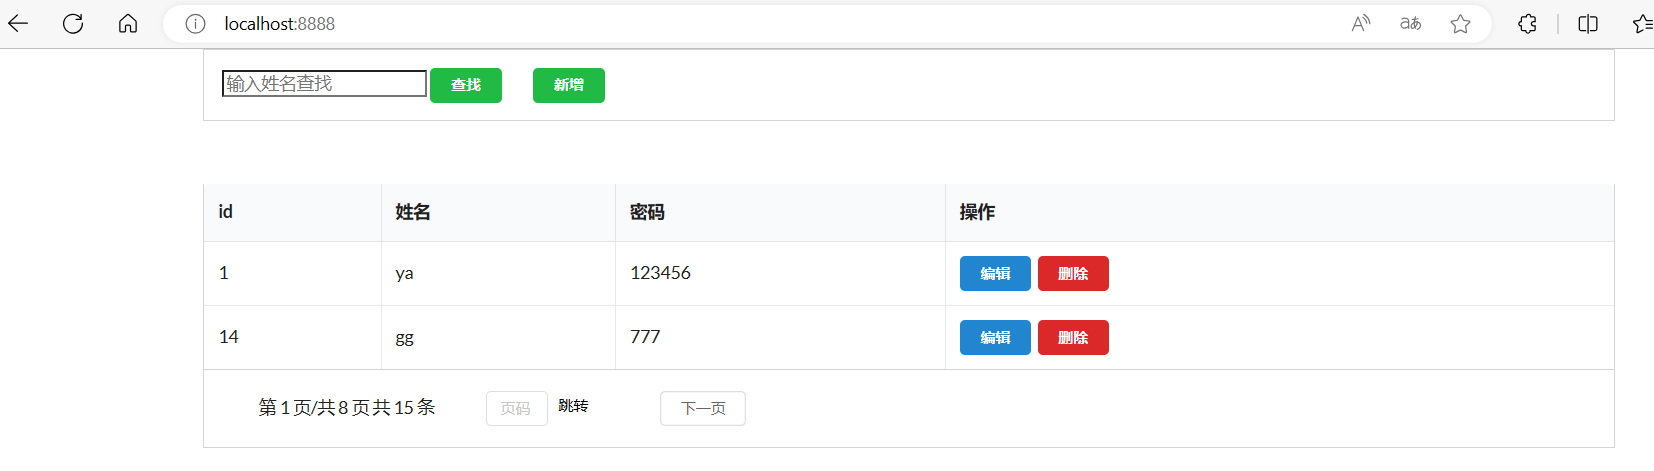 localhost:8888
输入姓名查找 查找 新增
id 姓名 密码 操作
1 ya 123456 编辑 删除
14 gg 777 编辑 删除
第 1 页/共 8 页 共 15 条 页码 跳转 下一页